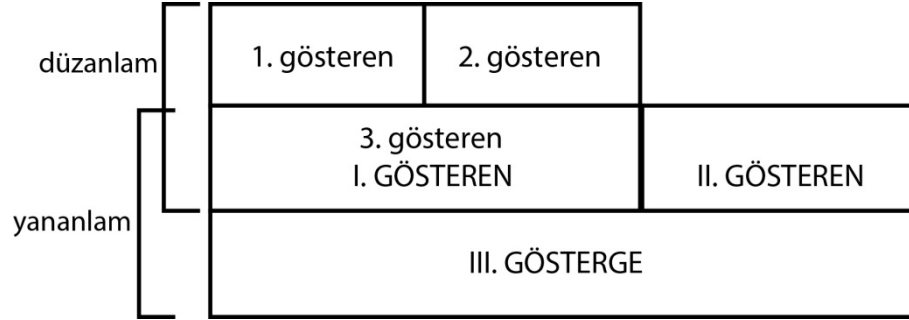 düzanlam
1. gösteren
2. gösteren
3. gösteren
I. GÖSTEREN
II. GÖSTEREN
yananlam
III. GÖSTERGE